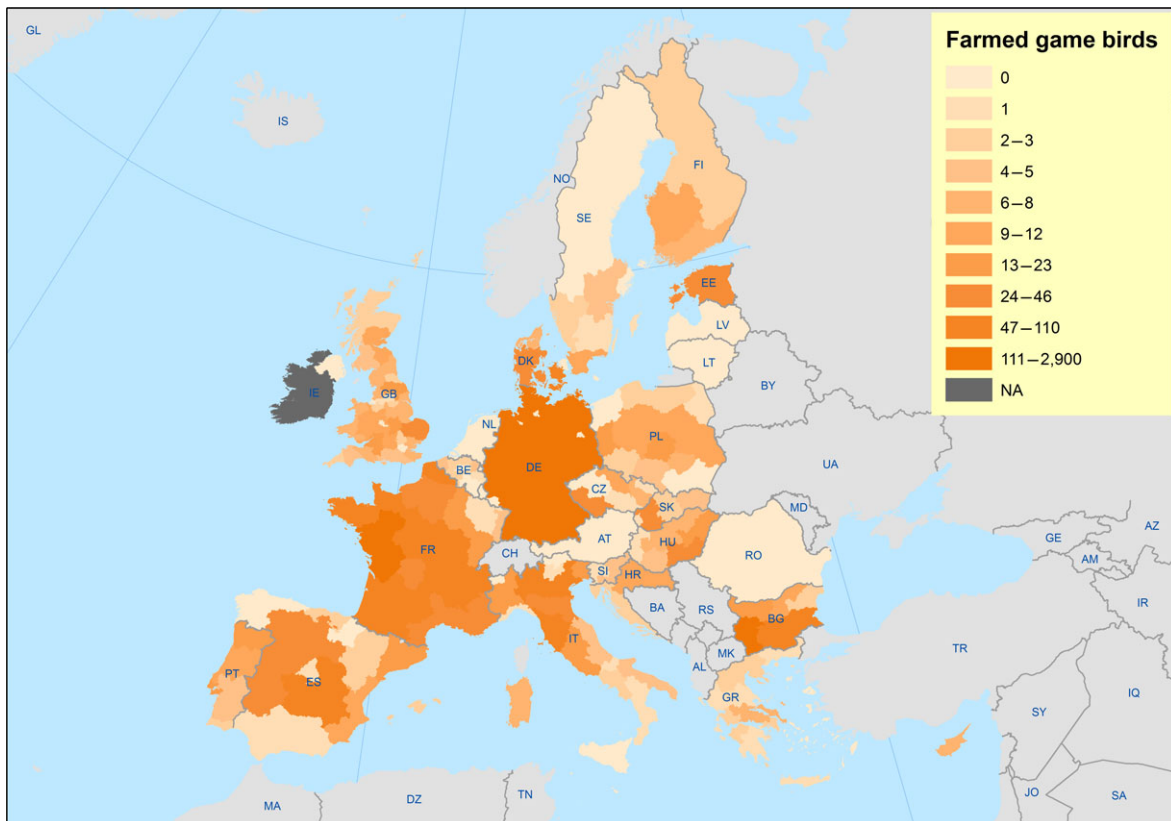 GL
IS
NO
SE
FI
EE
LV
LT
BY
DK
IE
GB
NL
BE
DE
PL
UA
CZ
SK
MD
FR
CH
AT
HU
RO
SI
HR
BA
RS
BG
IT
MK
AL
PT
ES
GR
TR
GE
AZ
AM
IR
SY
IQ
JO
SA
MA
DZ
TN
Farmed game birds
0
1
2–3
4–5
6–8
9–12
13–23
24–46
47–110
111–2,900
NA